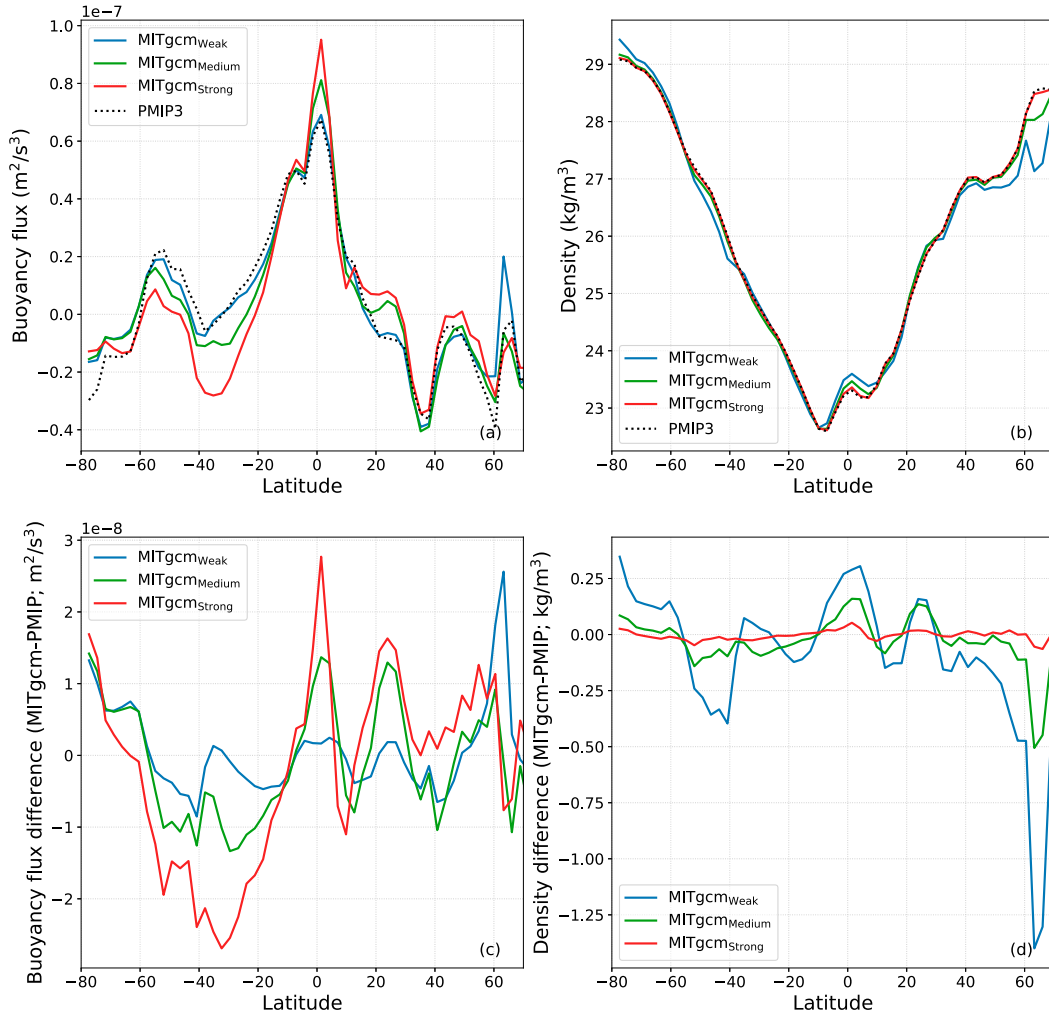 1e−7
1.0
0.8
0.6
0.4
0.2
0.0
−0.2
−0.4
Buoyancy flux (m²/s³)
MITgcm_Weak
MITgcm_Medium
MITgcm_Strong
PMIP3
(a)
−80 −60 −40 −20 0 20 40 60
Latitude
29
28
27
26
25
24
23
Density (kg/m³)
MITgcm_Weak
MITgcm_Medium
MITgcm_Strong
PMIP3
(b)
−80 −60 −40 −20 0 20 40 60
Latitude
1e−8
3
2
1
0
−1
−2
Buoyancy flux difference (MITgcm–PMIP; m²/s³)
MITgcm_Weak
MITgcm_Medium
MITgcm_Strong
(c)
−80 −60 −40 −20 0 20 40 60
Latitude
0.25
0.00
−0.25
−0.50
−0.75
−1.00
−1.25
Density difference (MITgcm-PMIP; kg/m³)
MITgcm_Weak
MITgcm_Medium
MITgcm_Strong
(d)
−80 −60 −40 −20 0 20 40 60
Latitude